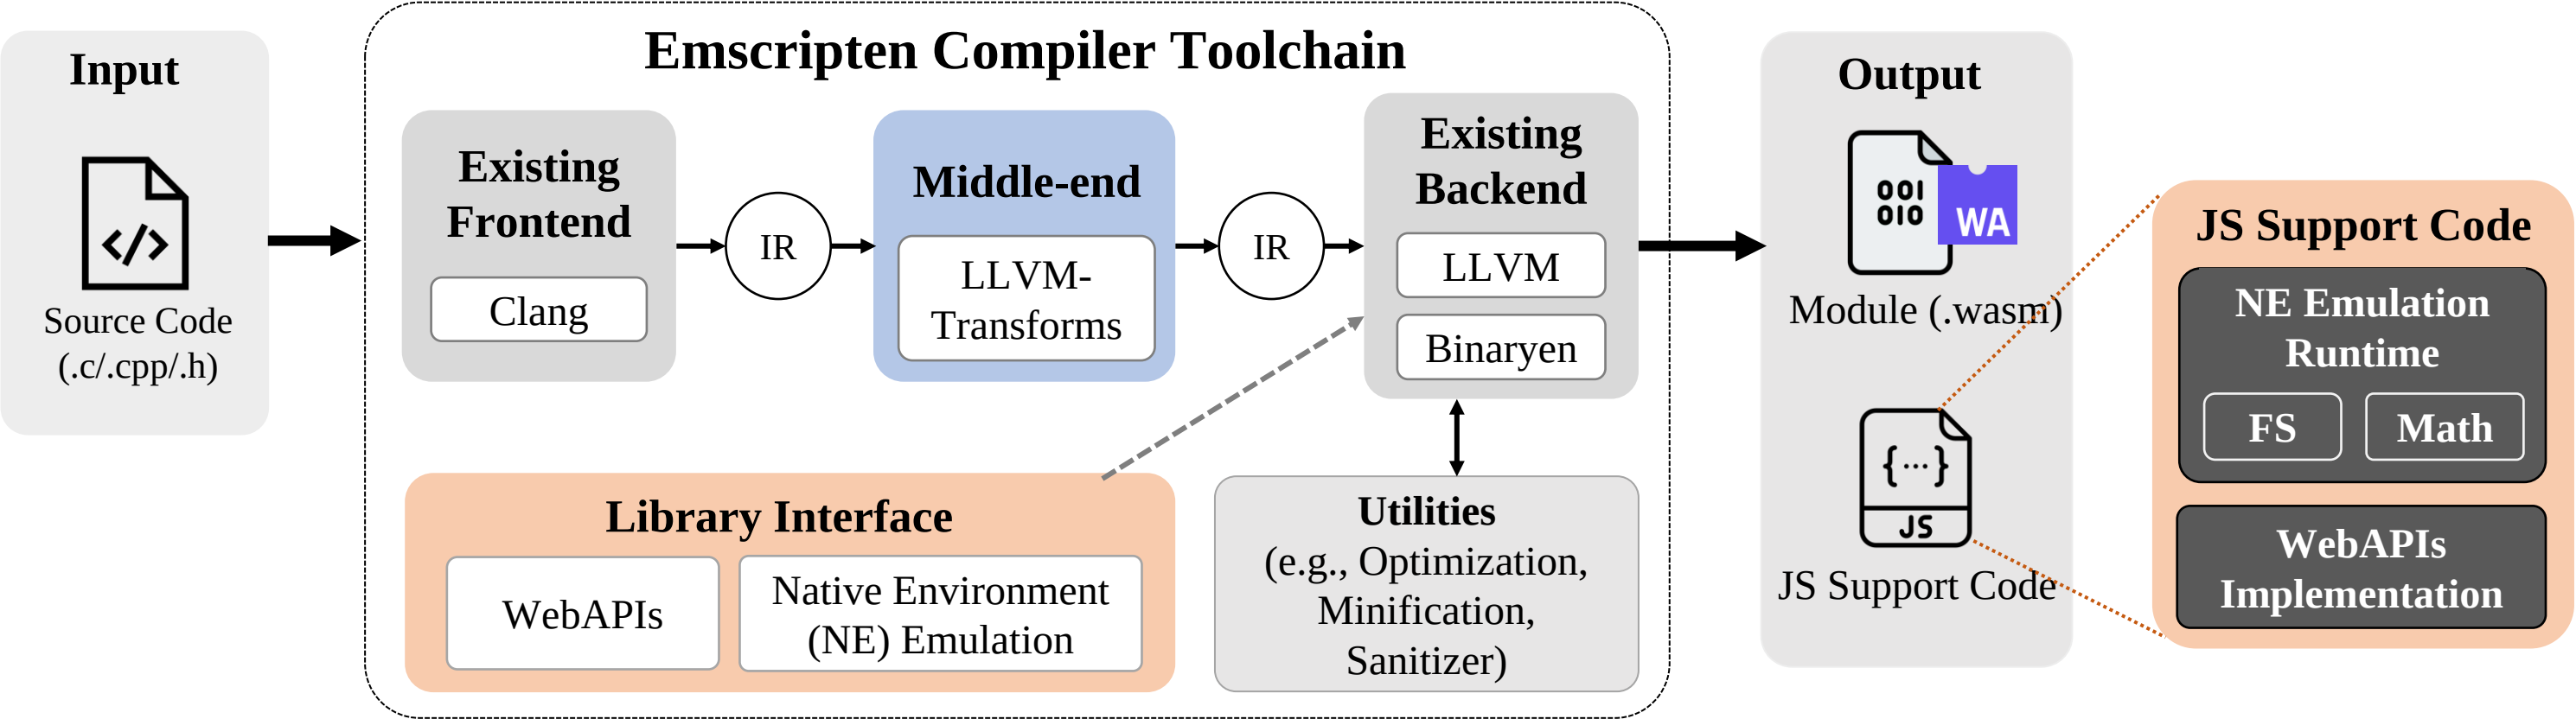 Input
</>
Source Code
(.c/.cpp/.h)
Emscripten Compiler Toolchain
Existing
Frontend
Clang
IR
Middle-end
LLVM-
Transforms
IR
Existing
Backend
LLVM
Binaryen
Library Interface
WebAPIs
Native Environment
(NE) Emulation
Utilities
(e.g., Optimization,
Minification,
Sanitizer)
Output
001
010
WA
Module (.wasm)
{···}
JS
JS Support Code
JS Support Code
NE Emulation
Runtime
FS
Math
WebAPIs
Implementation